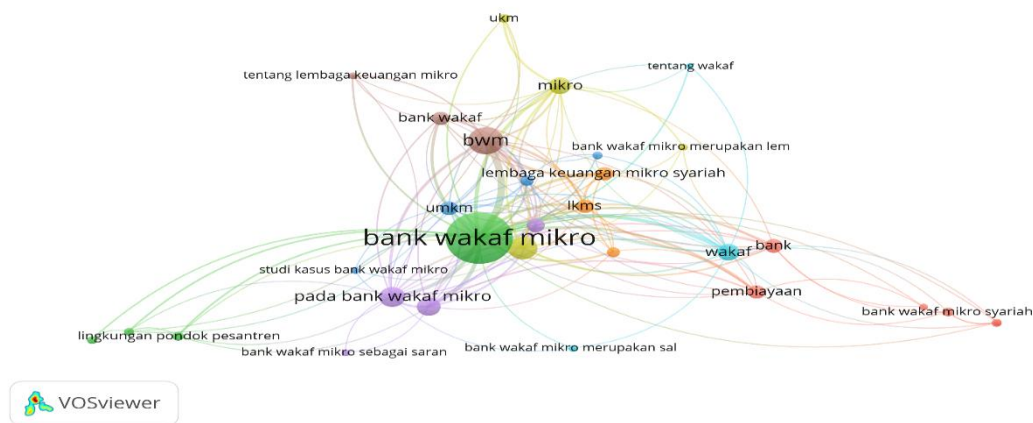 ukm
tentang lembaga keuangan mikro
tentang wakaf
mikro
bank wakaf
bwm
bank wakaf mikro merupakan lem
lembaga keuangan mikro syariah
umkm
lkms
bank wakaf mikro
wakaf
bank
studi kasus bank wakaf mikro
pada bank wakaf mikro
pembiayaan
bank wakaf mikro syariah
lingkungan pondok pesantren
bank wakaf mikro sebagai saran
bank wakaf mikro merupakan sal
VOSviewer